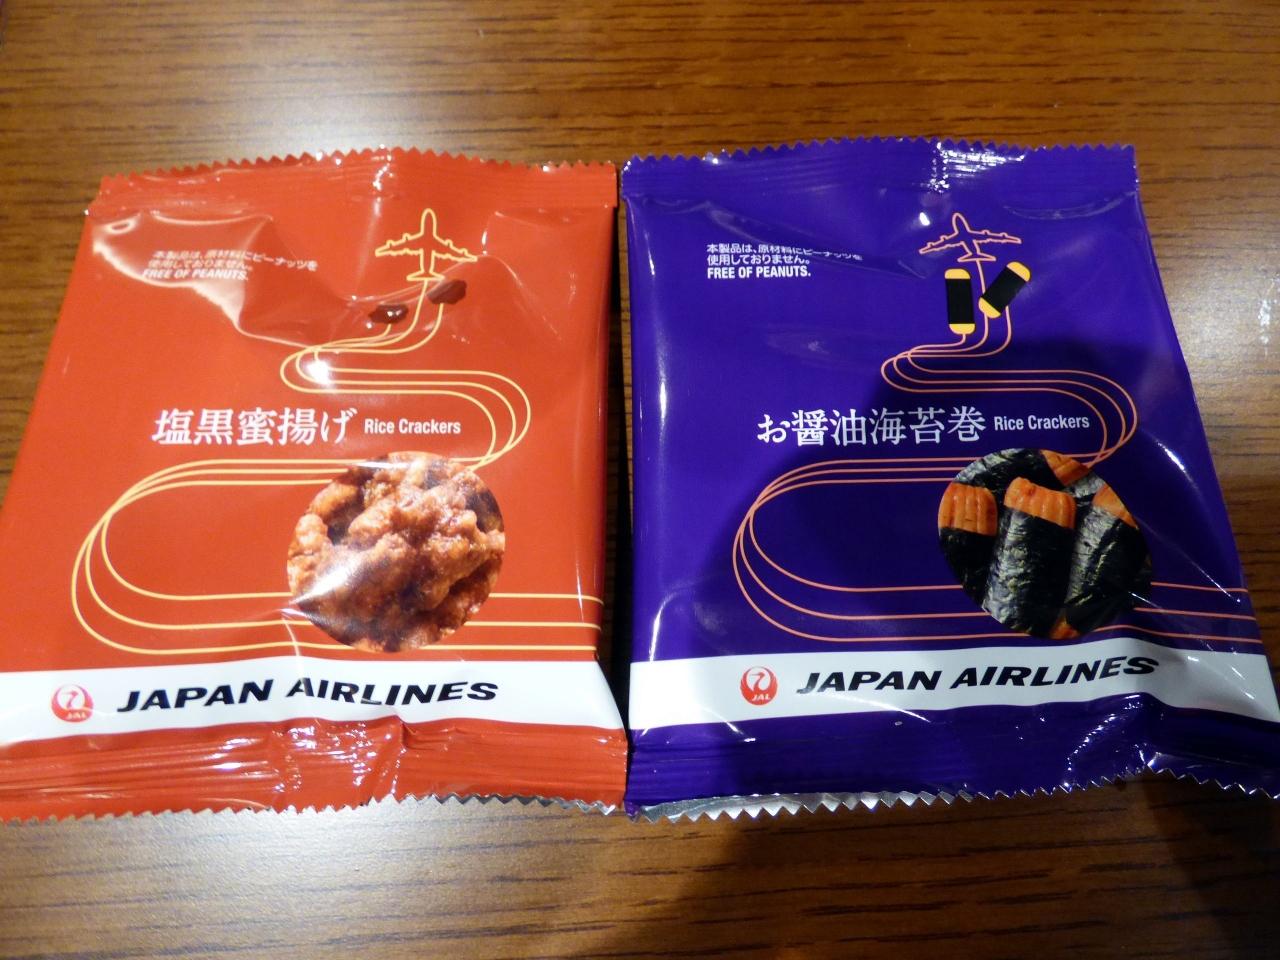 本製品は、原材料にピーナッツを
使用しておりません。
FREE OF PEANUTS.
塩黒蜜揚げ Rice Crackers
JAL
JAPAN AIRLINES
本製品は、原材料にピーナッツを
使用しておりません。
FREE OF PEANUTS.
お醤油海苔巻 Rice Crackers
JAL
JAPAN AIRLINES